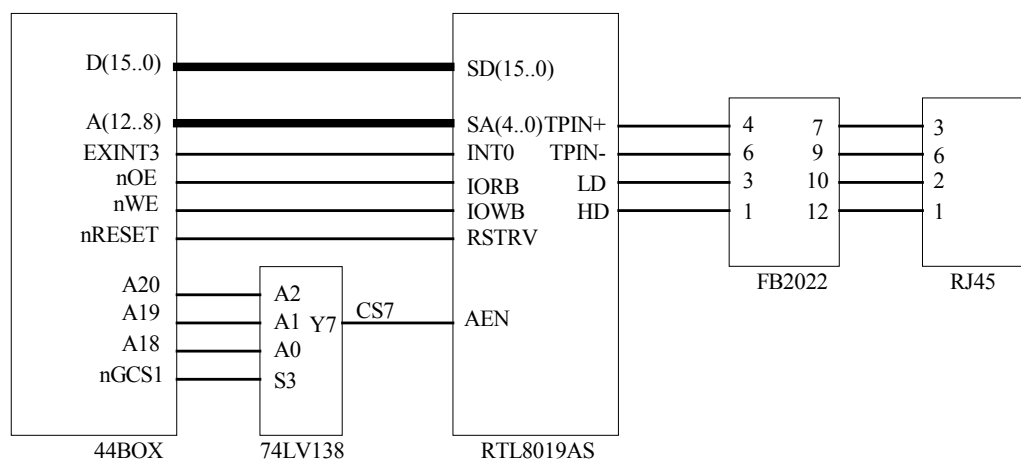 D(15..0) SD(15..0)
A(12..8) SA(4..0) TPIN+ 4 7 3
EXINT3 INT0 TPIN- 6 9 6
nOE IORB LD 3 10 2
nWE IOWB HD 1 12 1
nRESET RSTRV
FB2022 RJ45
A20 A2
A19 A1 Y7 CS7 AEN
A18 A0
nGCS1 S3
44BOX 74LV138 RTL8019AS